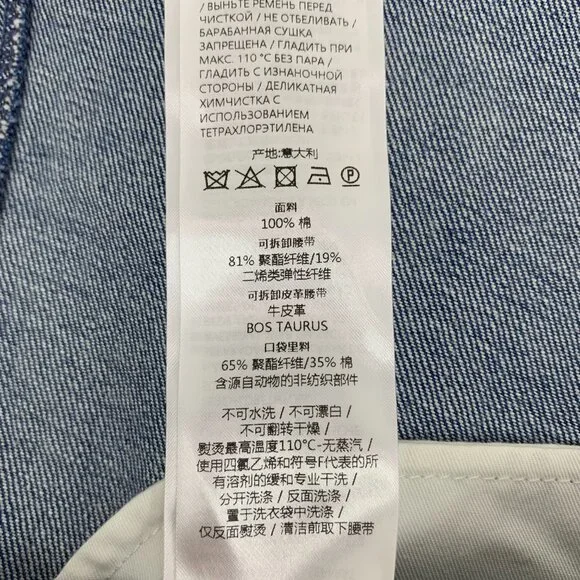 / ВЫНЬТЕ РЕМЕНЬ ПЕРЕД
ЧИСТКОЙ / НЕ ОТБЕЛИВАТЬ /
БАРАБАННАЯ СУШКА
ЗАПРЕЩЕНА / ГЛАДИТЬ ПРИ
МАКС. 110 °C БЕЗ ПАРА /
ГЛАДИТЬ С ИЗНАНОЧНОЙ
СТОРОНЫ / ДЕЛИКАТНАЯ
ХИМЧИСТКА С
ИСПОЛЬЗОВАНИЕМ
ТЕТРАХЛОРЭТИЛЕНА
产地:意大利
P
面料
100% 棉
可拆卸腰带
81% 聚酯纤维/19%
二烯类弹性纤维
可拆卸皮革腰带
牛皮革
BOS TAURUS
口袋里料
65% 聚酯纤维/35% 棉
含源自动物的非纺织部件
不可水洗 / 不可漂白 /
不可翻转干燥 /
熨烫最高温度110°C-无蒸汽 /
使用四氯乙烯和符号F代表的所
有溶剂的缓和专业干洗 /
分开洗涤 / 反面洗涤 /
置于洗衣袋中洗涤 /
仅反面熨烫 / 清洁前取下腰带